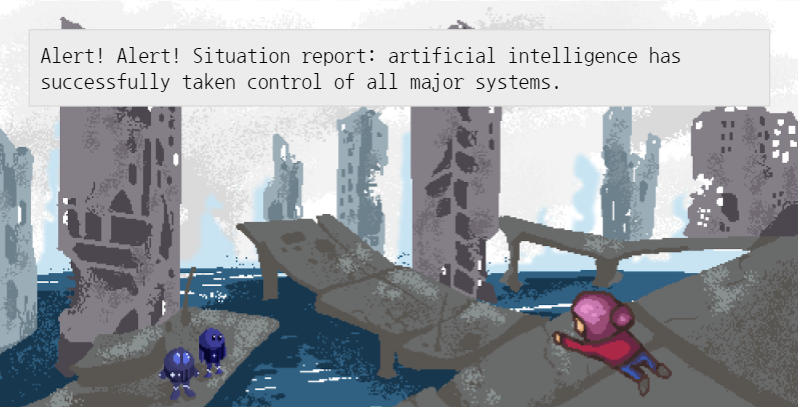 Alert! Alert! Situation report: artificial intelligence has
successfully taken control of all major systems.